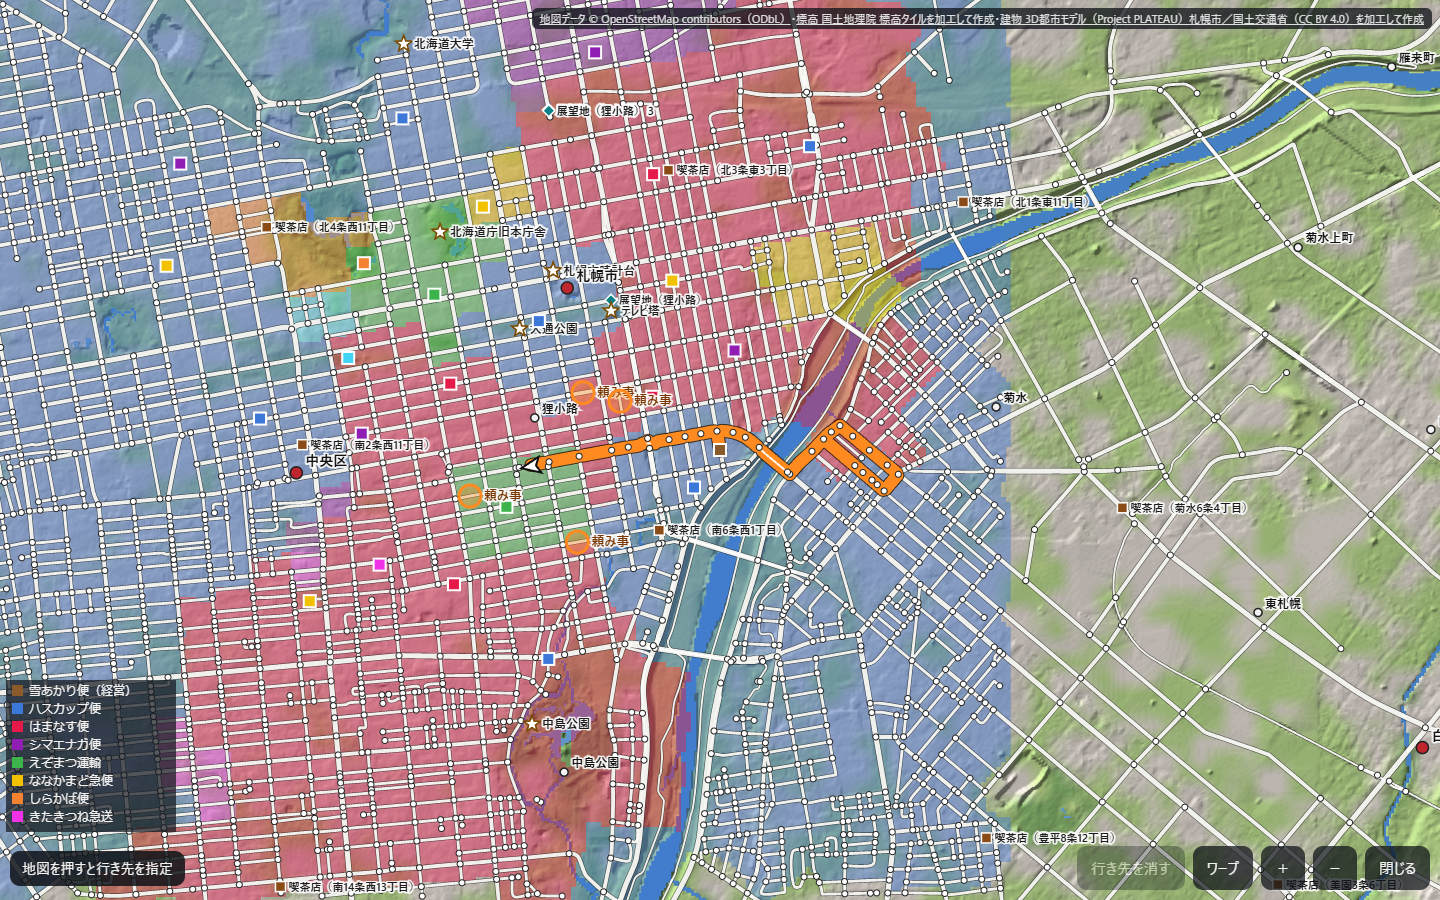 地図データ © OpenStreetMap contributors（ODbL）・標高 国土地理院 標高タイルを加工して作成・建物 3D都市モデル（Project PLATEAU）札幌市／国土交通省（CC BY 4.0）を加工して作成
北海道大学
雁来町
展望地（狸小路）3
喫茶店（北3条東3丁目）
喫茶店（北1条東11丁目）
喫茶店（北4条西11丁目）
北海道庁旧本庁舎
菊水上町
札幌市
展望地（狸小路）
テレビ塔
大通公園
頼み事
頼み事
菊水
狸小路
喫茶店（南2条西11丁目）
中央区
頼み事
喫茶店（菊水6条4丁目）
喫茶店（南6条西1丁目）
頼み事
東札幌
雪あかり便（経営）
ハスカップ便
はまなす便
シマエナガ便
えぞまつ運輸
ななかまど急便
しらかば便
きたきつね急送
中島公園
中島公園
白
喫茶店（豊平8条12丁目）
地図を押すと行き先を指定
行き先を消す
ワープ
+
−
閉じる
喫茶店（南14条西13丁目）